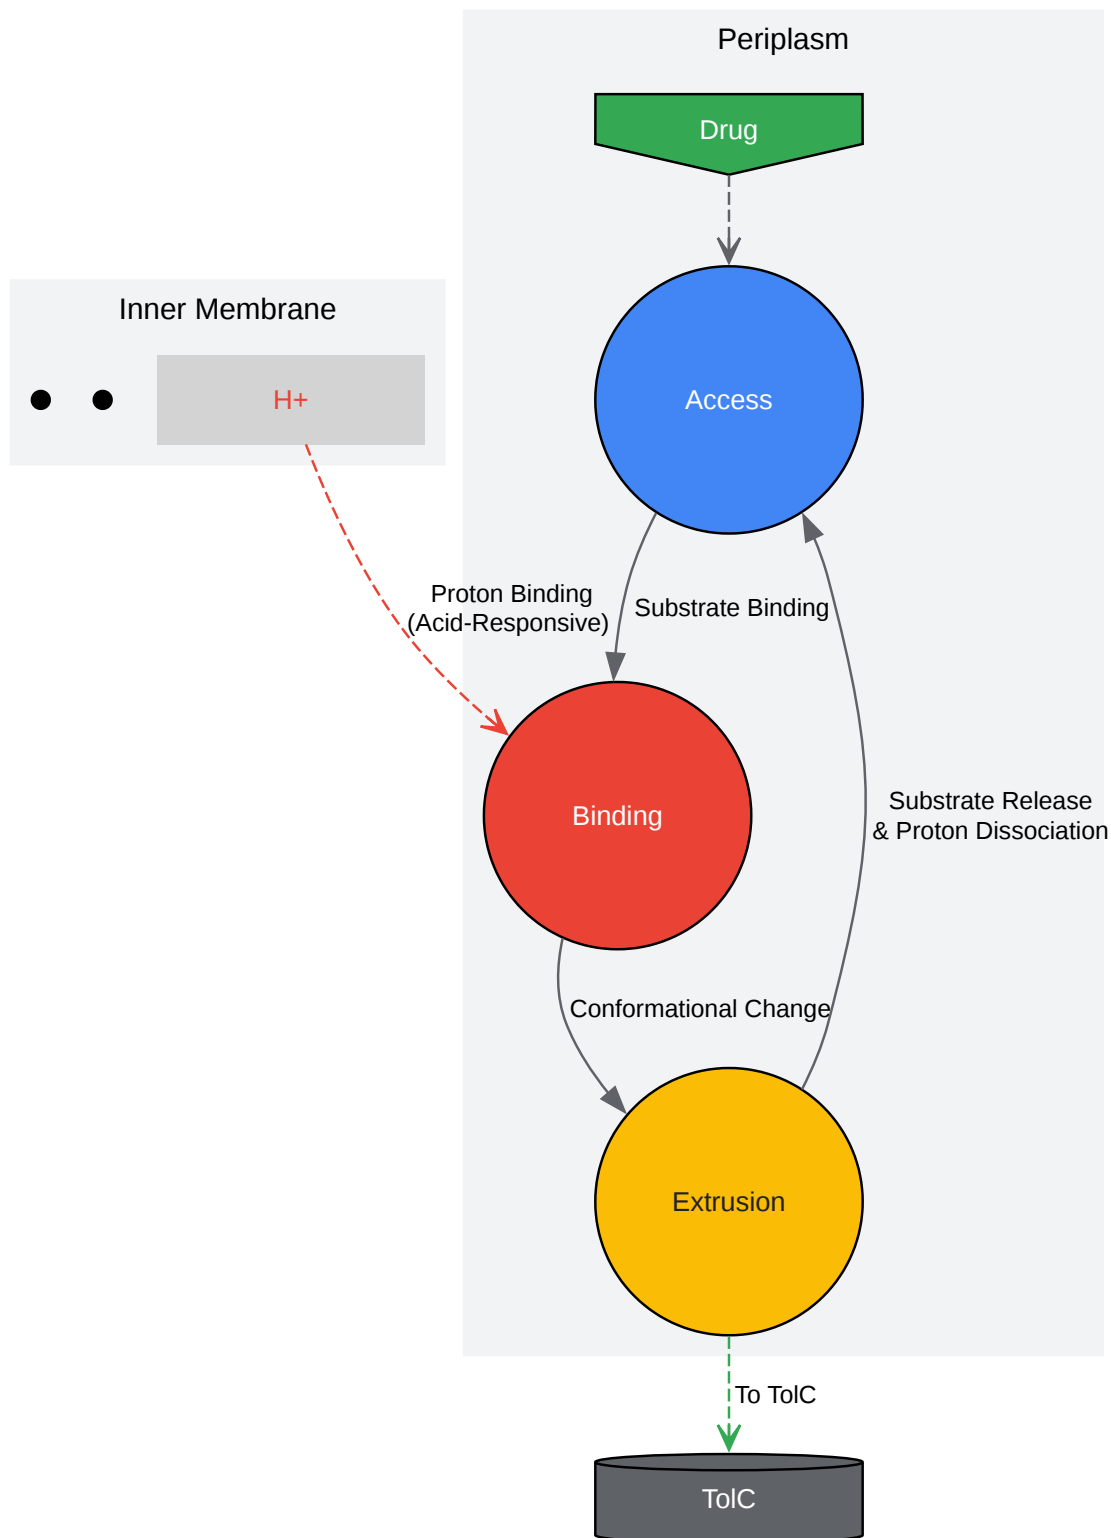 Periplasm
Drug
Inner Membrane
H+
Access
Proton Binding
(Acid-Responsive)
Substrate Binding
Binding
Substrate Release
& Proton Dissociation
Conformational Change
Extrusion
To TolC
TolC